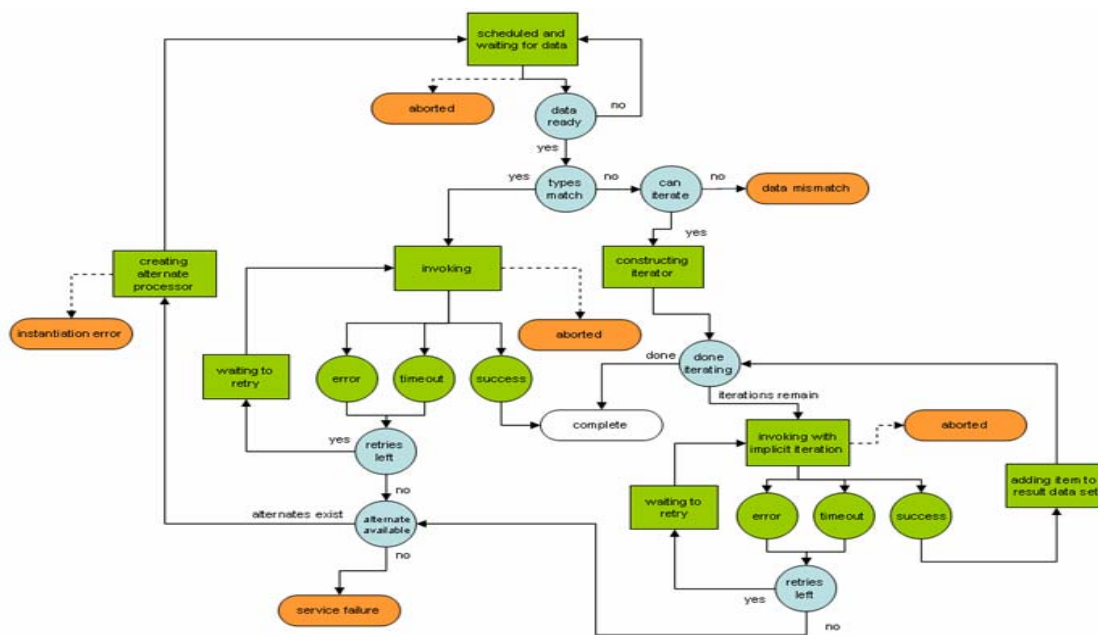 scheduled and
waiting for data
aborted
data
ready
no
yes
yes
types
match
no
can
iterate
no
data mismatch
yes
creating
alternate
processor
invoking
constructing
iterator
instantiation error
aborted
waiting to
retry
error
timeout
success
done
done
iterating
iterations remain
complete
invoking with
implicit iteration
aborted
yes
retries
left
no
waiting to
retry
error
timeout
success
adding item to
result data set
alternates exist
alternate
available
no
service failure
yes
retries
left
no